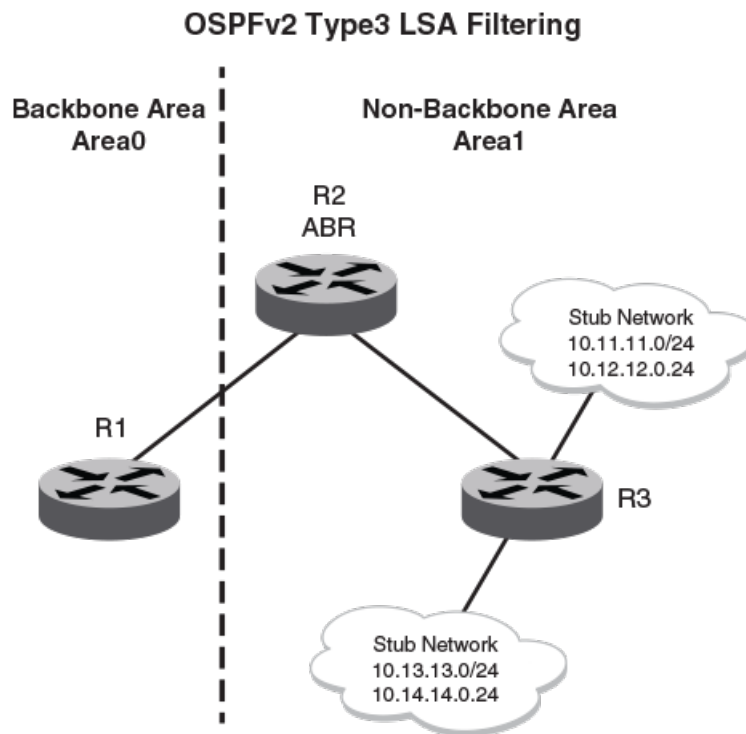 OSPFv2 Type3 LSA Filtering
Backbone Area
Area0
Non-Backbone Area
Area1
R2
ABR
Stub Network
10.11.11.0/24
10.12.12.0.24
R1
R3
Stub Network
10.13.13.0/24
10.14.14.0.24